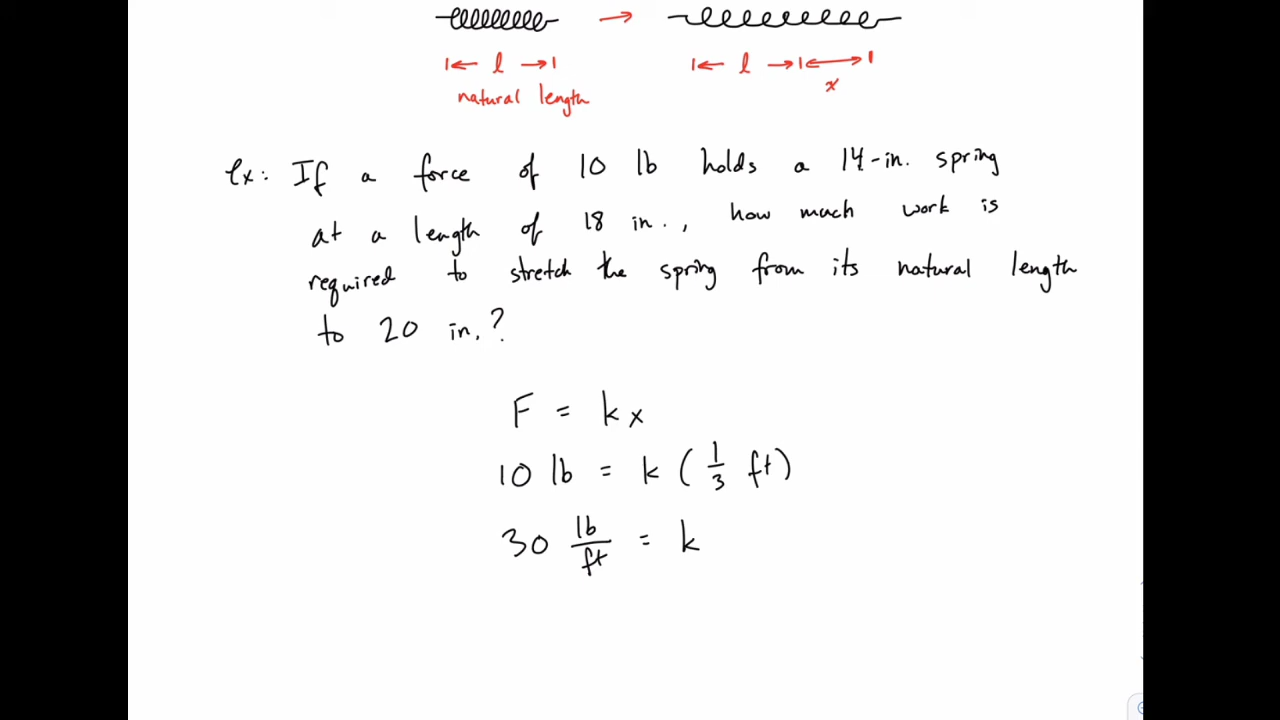 l l x
natural length
Ex: If a force of 10 lb holds a 14-in. spring
at a length of 18 in., how much work is
required to stretch the spring from its natural length
to 20 in.?
F = kx
10 lb = k (1/3 ft)
30 lb/ft = k